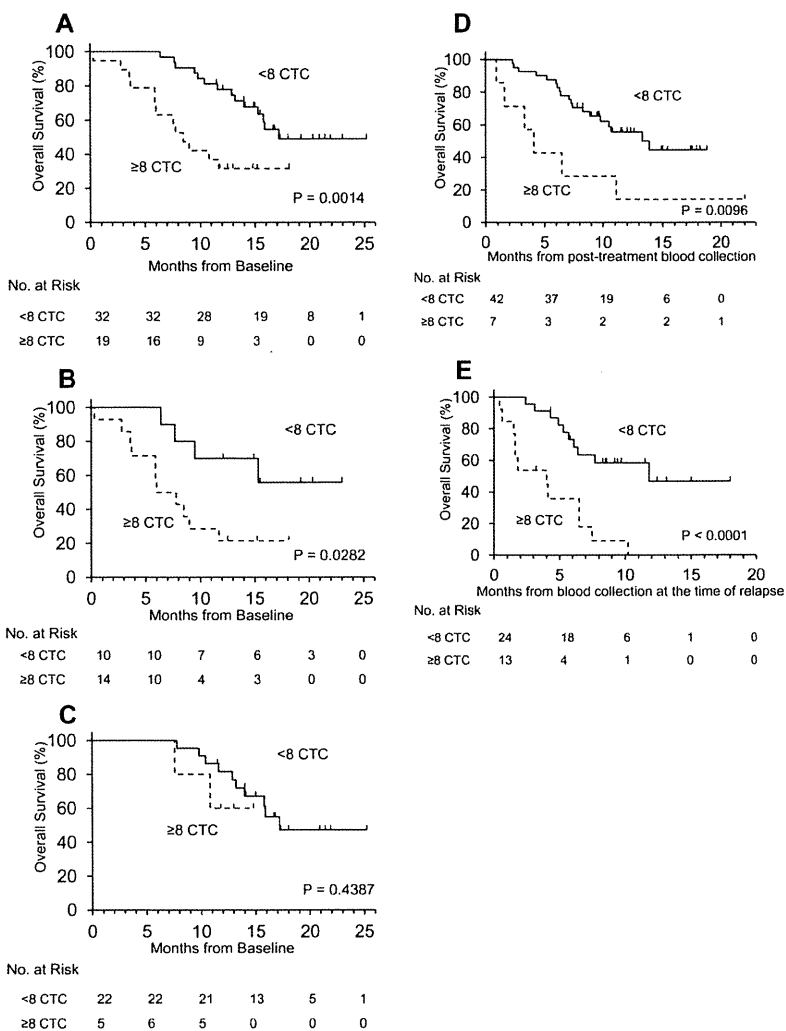 A
Overall Survival (%)
100
80
60
40
20
0
<8 CTC
≥8 CTC
P = 0.0014
0 5 10 15 20 25
Months from Baseline
No. at Risk
<8 CTC 32 32 28 19 8 1
≥8 CTC 19 16 9 3 0 0
B
Overall Survival (%)
100
80
60
40
20
0
<8 CTC
≥8 CTC
P = 0.0282
0 5 10 15 20 25
Months from Baseline
No. at Risk
<8 CTC 10 10 7 6 3 0
≥8 CTC 14 10 4 3 0 0
C
Overall Survival (%)
100
80
60
40
20
0
<8 CTC
≥8 CTC
P = 0.4387
0 5 10 15 20 25
Months from Baseline
No. at Risk
<8 CTC 22 22 21 13 5 1
≥8 CTC 5 6 5 0 0 0
D
Overall Survival (%)
100
80
60
40
20
0
<8 CTC
≥8 CTC
P = 0.0096
0 5 10 15 20
Months from post-treatment blood collection
No. at Risk
<8 CTC 42 37 19 6 0
≥8 CTC 7 3 2 2 1
E
Overall Survival (%)
100
80
60
40
20
0
<8 CTC
≥8 CTC
P < 0.0001
0 5 10 15 20
Months from blood collection at the time of relapse
No. at Risk
<8 CTC 24 18 6 1 0
≥8 CTC 13 4 1 0 0